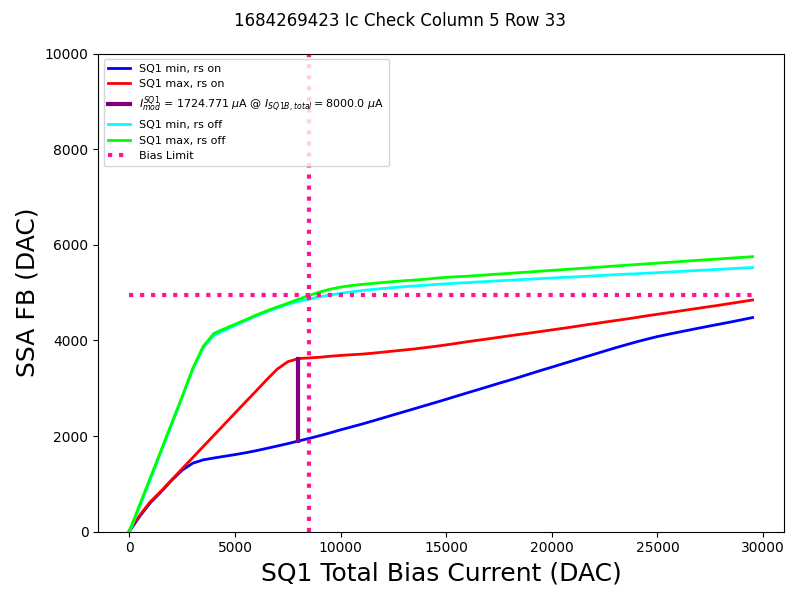 1684269423 Ic Check Column 5 Row 33
10000
8000
6000
4000
2000
0
SSA FB (DAC)
SQ1 min, rs on
SQ1 max, rs on
I_{mod}^{SQ1} = 1724.771 μA @ I_{SQ1B,total} = 8000.0 μA
SQ1 min, rs off
SQ1 max, rs off
Bias Limit
0 5000 10000 15000 20000 25000 30000
SQ1 Total Bias Current (DAC)